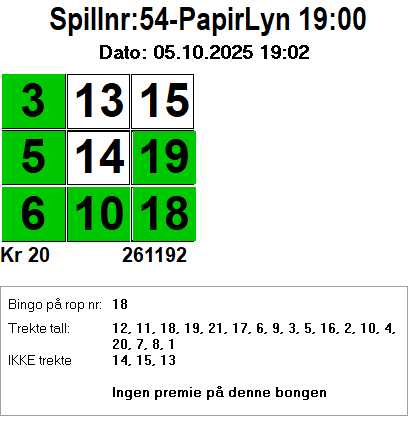 Spillnr:54-PapirLyn 19:00
Dato: 05.10.2025 19:02
3 13 15
5 14 19
6 10 18
Kr 20 261192
Bingo på rop nr: 18
Trekte tall: 12, 11, 18, 19, 21, 17, 6, 9, 3, 5, 16, 2, 10, 4,
20, 7, 8, 1
IKKE trekte 14, 15, 13
Ingen premie på denne bongen